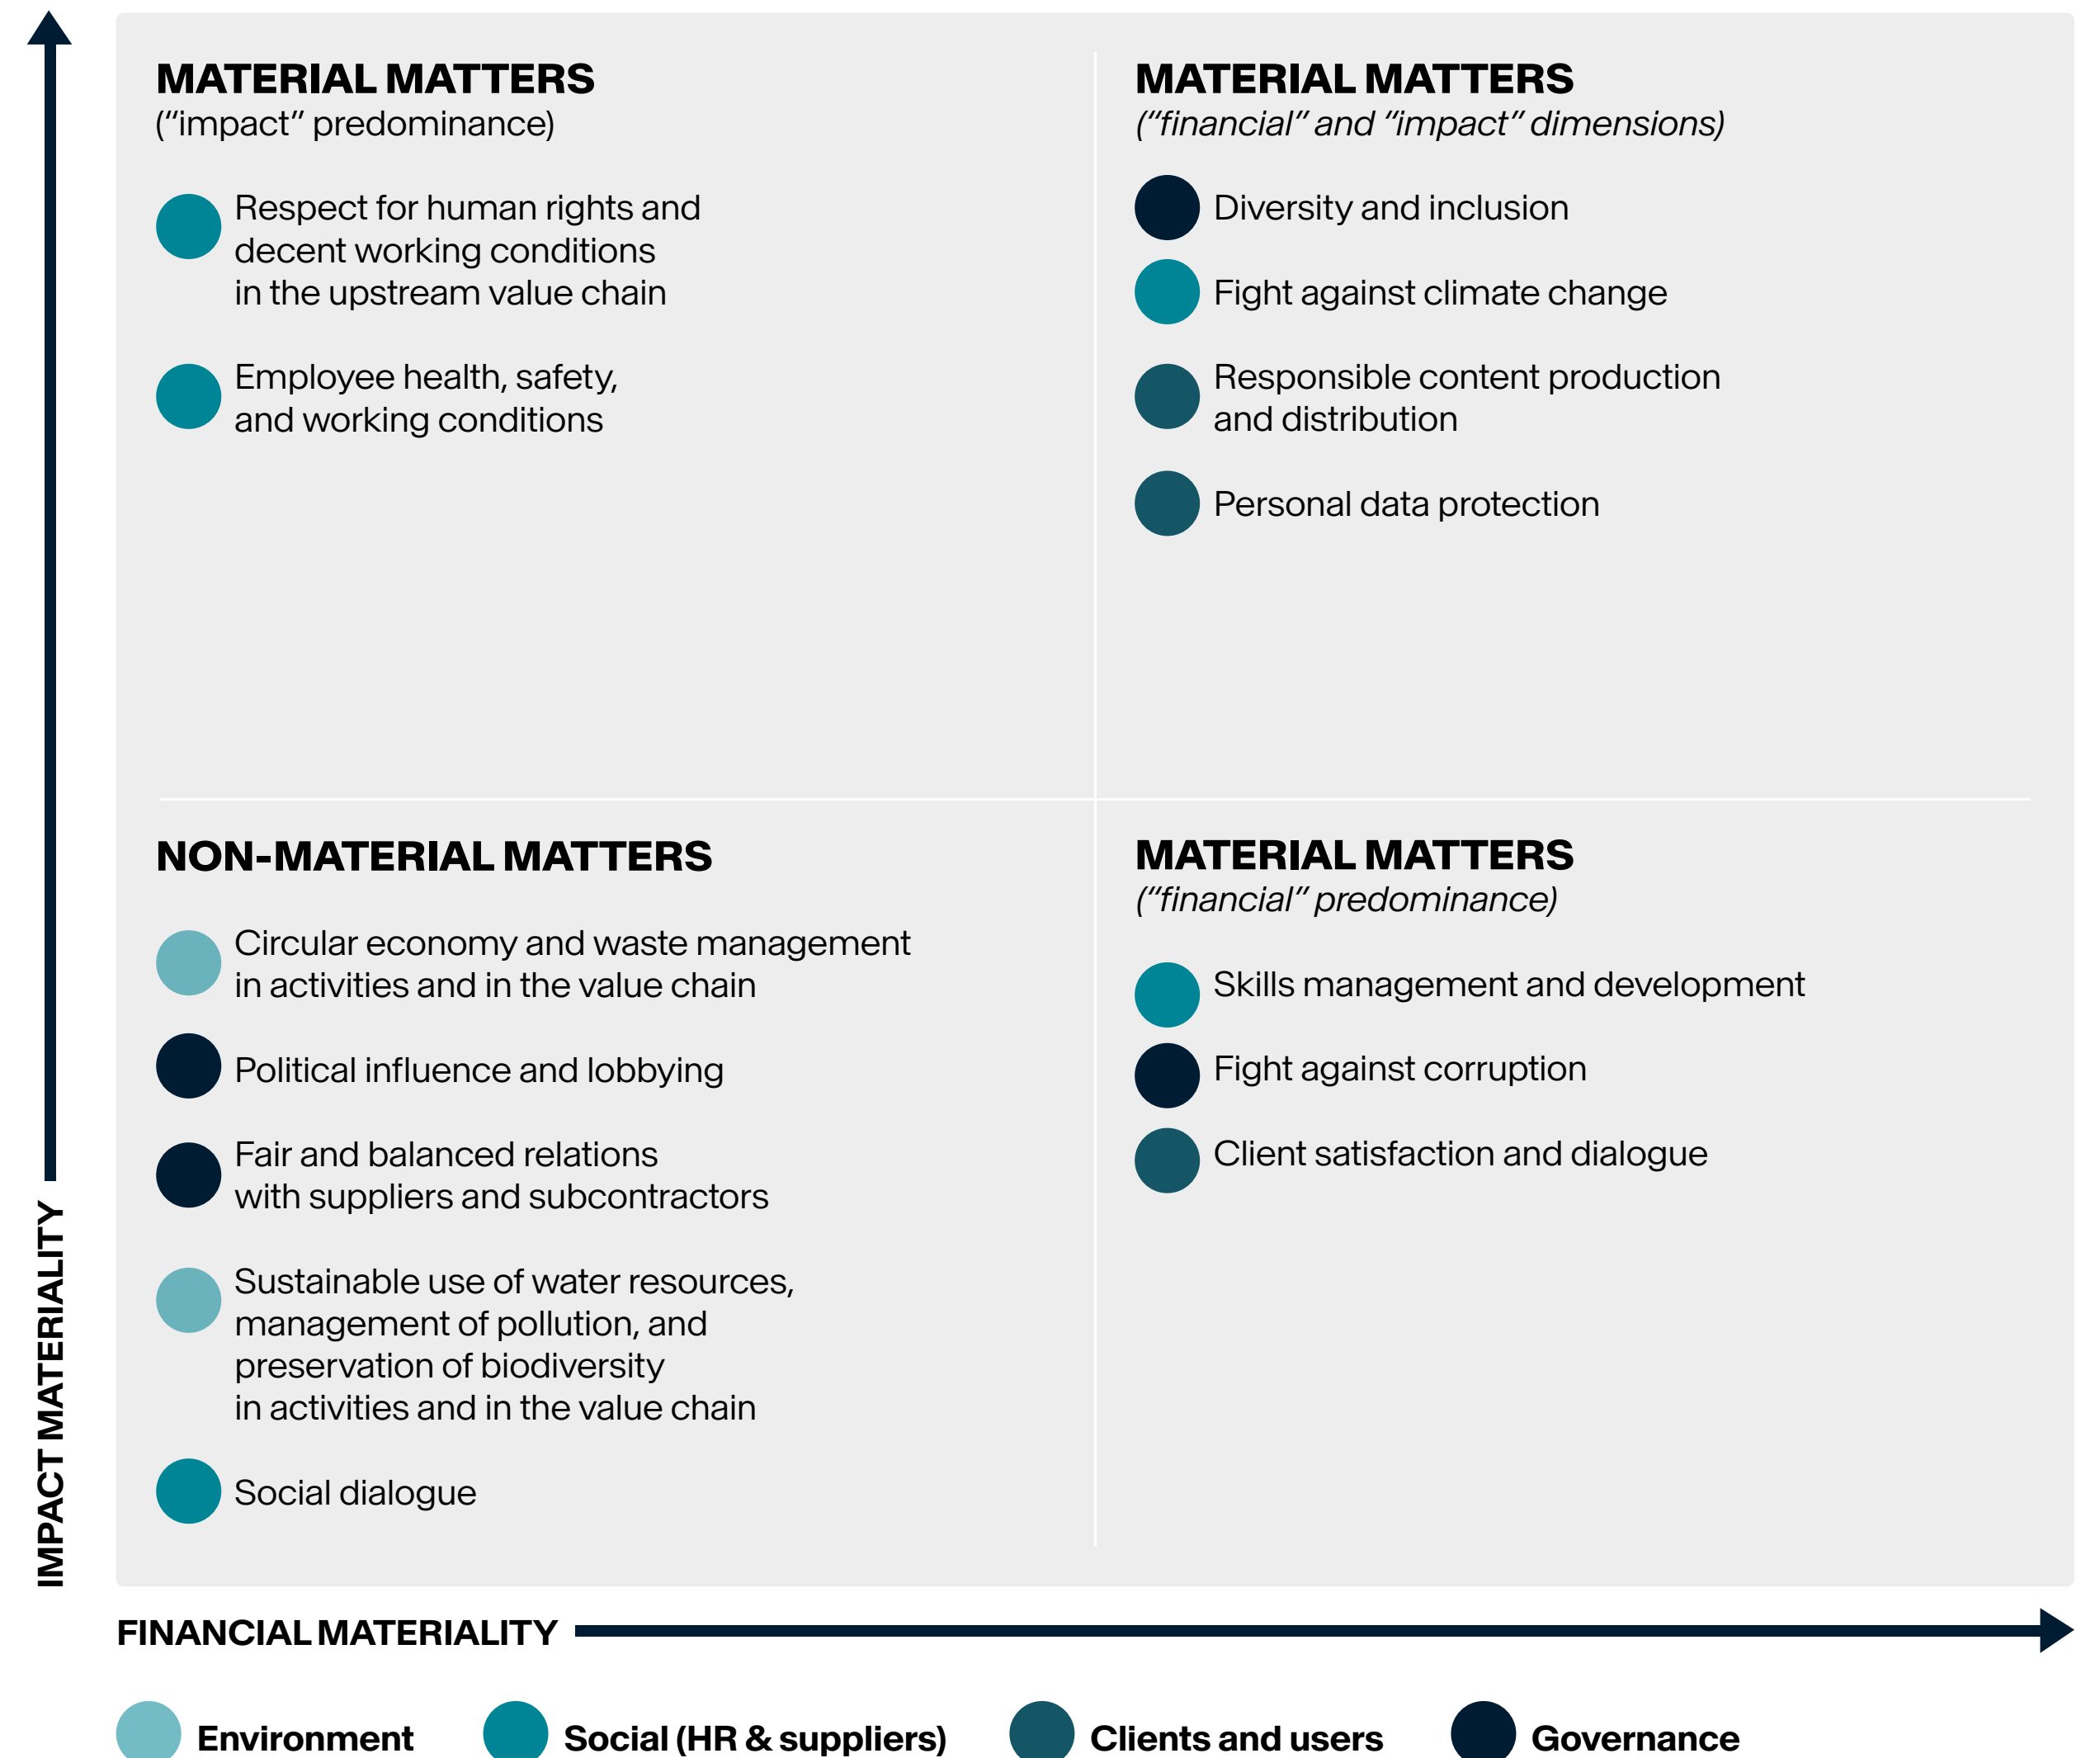 MATERIAL MATTERS
(“impact” predominance)
Respect for human rights and
decent working conditions
in the upstream value chain
Employee health, safety,
and working conditions
MATERIAL MATTERS
(“financial” and “impact” dimensions)
Diversity and inclusion
Fight against climate change
Responsible content production
and distribution
Personal data protection
NON-MATERIAL MATTERS
Circular economy and waste management
in activities and in the value chain
Political influence and lobbying
Fair and balanced relations
with suppliers and subcontractors
Sustainable use of water resources,
management of pollution, and
preservation of biodiversity
in activities and in the value chain
Social dialogue
MATERIAL MATTERS
(“financial” predominance)
Skills management and development
Fight against corruption
Client satisfaction and dialogue
IMPACT MATERIALITY
FINANCIAL MATERIALITY
Environment
Social (HR & suppliers)
Clients and users
Governance